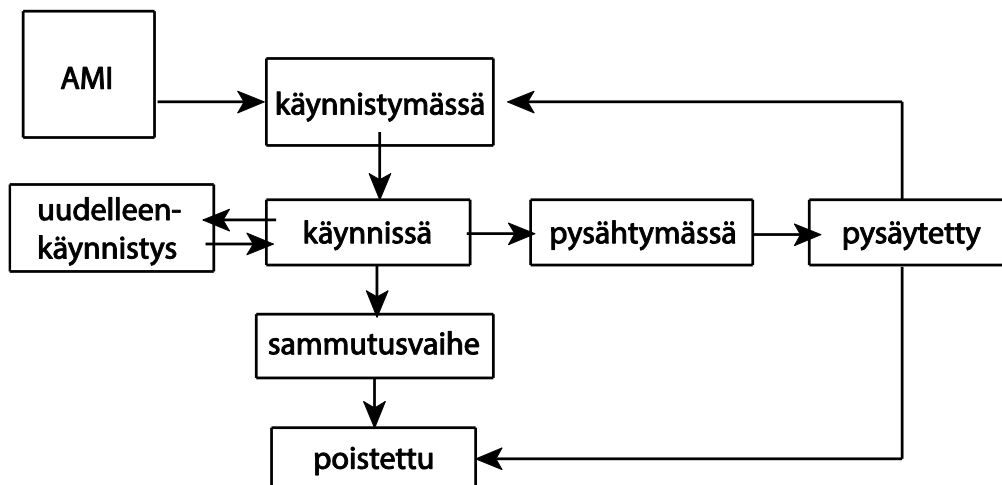 AMI
käynnistymässä
uudelleen-
käynnistys
käynnissä
pysähtymässä
pysäytetty
sammutusvaihe
poistettu